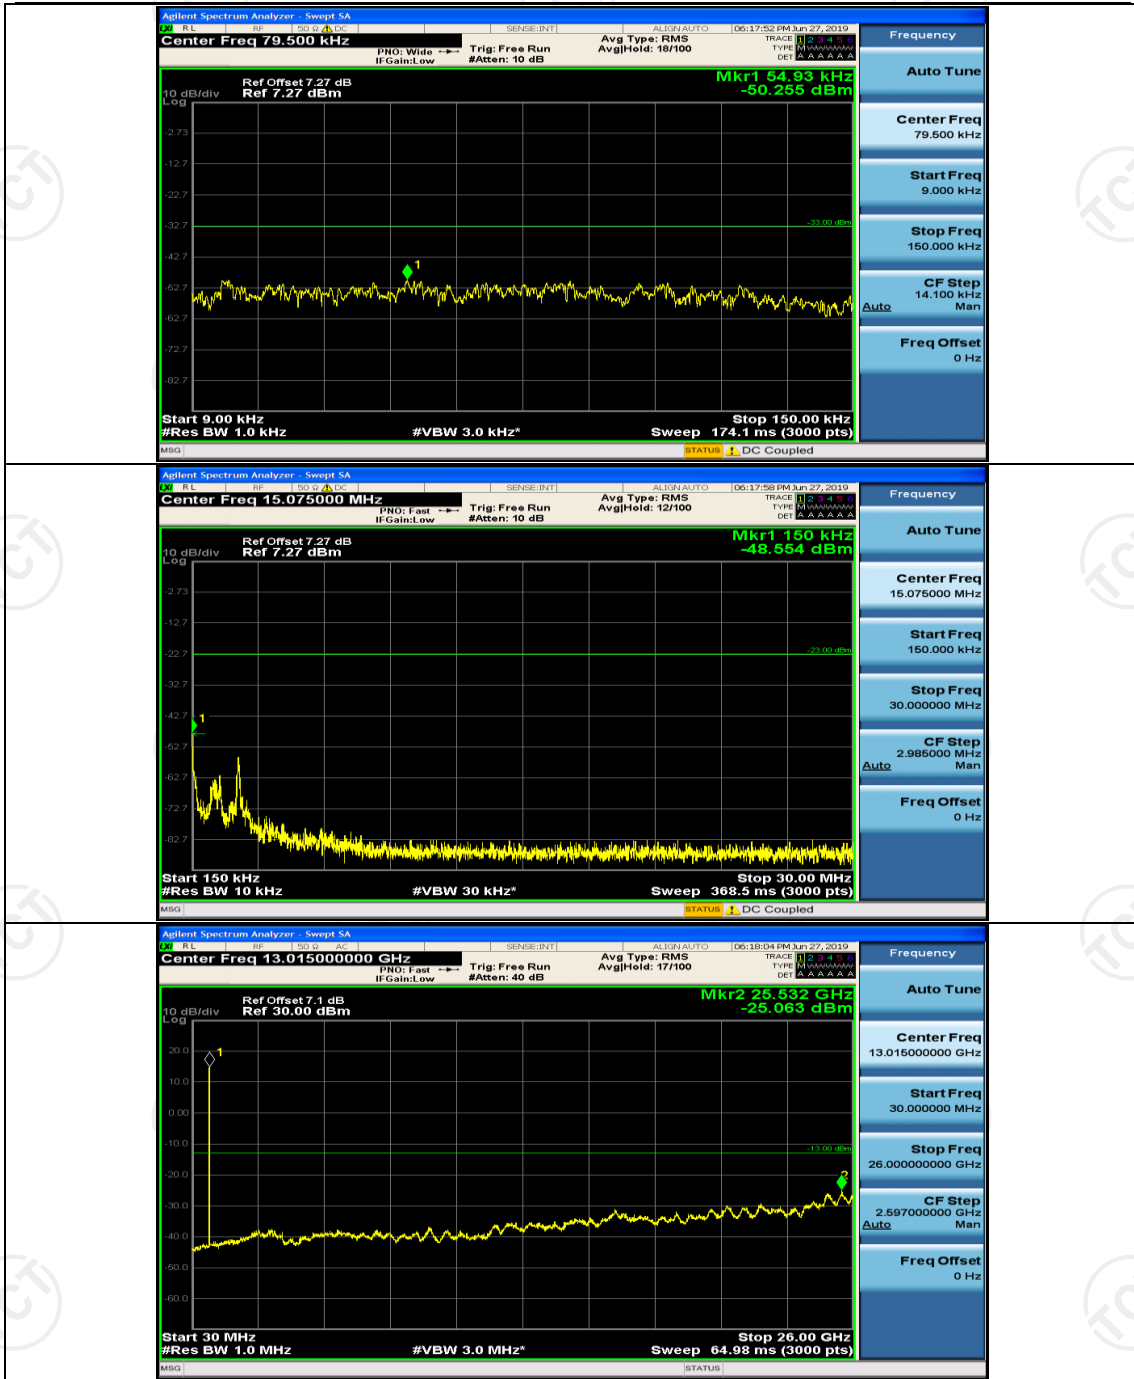 Agilent Spectrum Analyzer - Swept SA
LXI RL RF 50 Ω DC SENSE:INT ALIGN AUTO 06:17:52 PM Jun 27, 2019
Center Freq 79.500 kHz
PNO: Wide
IFGain:Low
Trig: Free Run
#Atten: 10 dB
Avg Type: RMS
Avg|Hold: 18/100
TRACE 1 2 3 4 5 6
TYPE M WWWWW
DET A A A A A A
Frequency
Auto Tune
Center Freq
79.500 kHz
Start Freq
9.000 kHz
Stop Freq
150.000 kHz
CF Step
14.100 kHz
Auto Man
Freq Offset
0 Hz
Mkr1 54.93 kHz
-50.255 dBm
Ref Offset 7.27 dB
10 dB/div Ref 7.27 dBm
Log
-2.73
-12.7
-22.7
-32.7
-42.7
-52.7
-62.7
-72.7
-82.7
-33.00 dBm
1
Start 9.00 kHz Stop 150.00 kHz
#Res BW 1.0 kHz #VBW 3.0 kHz* Sweep 174.1 ms (3000 pts)
MSG STATUS DC Coupled
Agilent Spectrum Analyzer - Swept SA
LXI RL RF 50 Ω DC SENSE:INT ALIGN AUTO 06:17:58 PM Jun 27, 2019
Center Freq 15.075000 MHz
PNO: Fast
IFGain:Low
Trig: Free Run
#Atten: 10 dB
Avg Type: RMS
Avg|Hold: 12/100
TRACE 1 2 3 4 5 6
TYPE M WWWWW
DET A A A A A A
Frequency
Auto Tune
Center Freq
15.075000 MHz
Start Freq
150.000 kHz
Stop Freq
30.000000 MHz
CF Step
2.985000 MHz
Auto Man
Freq Offset
0 Hz
Mkr1 150 kHz
-48.554 dBm
Ref Offset 7.27 dB
10 dB/div Ref 7.27 dBm
Log
-2.73
-12.7
-22.7
-32.7
-42.7
-52.7
-62.7
-72.7
-82.7
-23.00 dBm
1
Start 150 kHz Stop 30.00 MHz
#Res BW 10 kHz #VBW 30 kHz* Sweep 368.5 ms (3000 pts)
MSG STATUS DC Coupled
Agilent Spectrum Analyzer - Swept SA
LXI RL RF 50 Ω AC SENSE:INT ALIGN AUTO 06:18:04 PM Jun 27, 2019
Center Freq 13.015000000 GHz
PNO: Fast
IFGain:Low
Trig: Free Run
#Atten: 40 dB
Avg Type: RMS
Avg|Hold: 17/100
TRACE 1 2 3 4 5 6
TYPE M WWWWW
DET A A A A A A
Frequency
Auto Tune
Center Freq
13.015000000 GHz
Start Freq
30.000000 MHz
Stop Freq
26.000000000 GHz
CF Step
2.597000000 GHz
Auto Man
Freq Offset
0 Hz
Mkr2 25.532 GHz
-25.063 dBm
Ref Offset 7.1 dB
10 dB/div Ref 30.00 dBm
Log
20.0
10.0
0.00
-10.0
-20.0
-30.0
-40.0
-50.0
-60.0
-13.00 dBm
1
2
Start 30 MHz Stop 26.00 GHz
#Res BW 1.0 MHz #VBW 3.0 MHz* Sweep 64.98 ms (3000 pts)
MSG STATUS
TCT
TCT
TCT
TCT
TCT
TCT
TCT
TCT